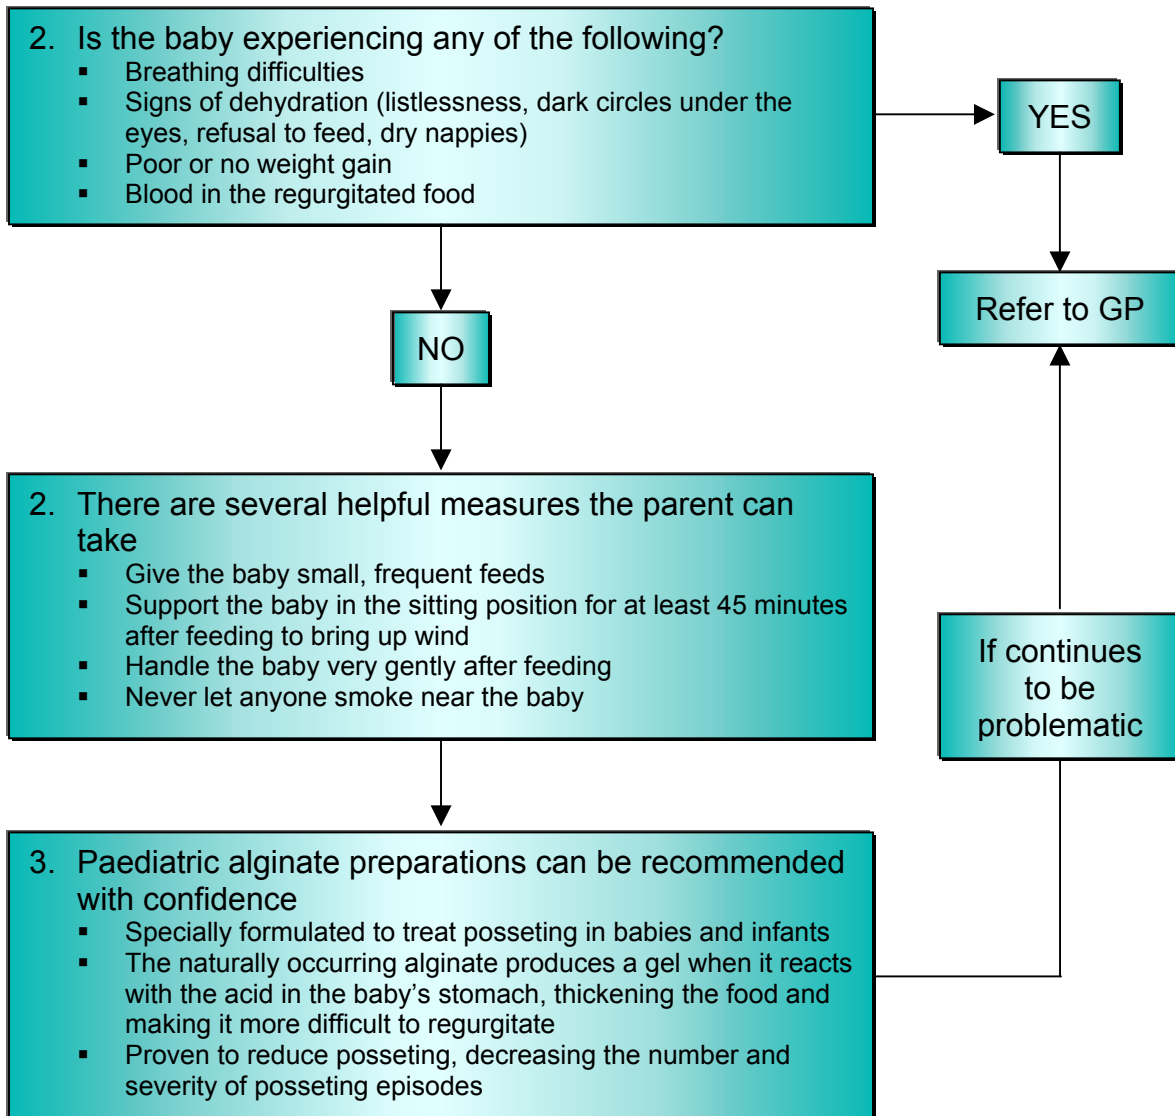 2. Is the baby experiencing any of the following?
▪ Breathing difficulties
▪ Signs of dehydration (listlessness, dark circles under the
eyes, refusal to feed, dry nappies)
▪ Poor or no weight gain
▪ Blood in the regurgitated food
YES
Refer to GP
NO
2. There are several helpful measures the parent can
take
▪ Give the baby small, frequent feeds
▪ Support the baby in the sitting position for at least 45 minutes
after feeding to bring up wind
▪ Handle the baby very gently after feeding
▪ Never let anyone smoke near the baby
If continues
to be
problematic
3. Paediatric alginate preparations can be recommended
with confidence
▪ Specially formulated to treat posseting in babies and infants
▪ The naturally occurring alginate produces a gel when it reacts
with the acid in the baby’s stomach, thickening the food and
making it more difficult to regurgitate
▪ Proven to reduce posseting, decreasing the number and
severity of posseting episodes